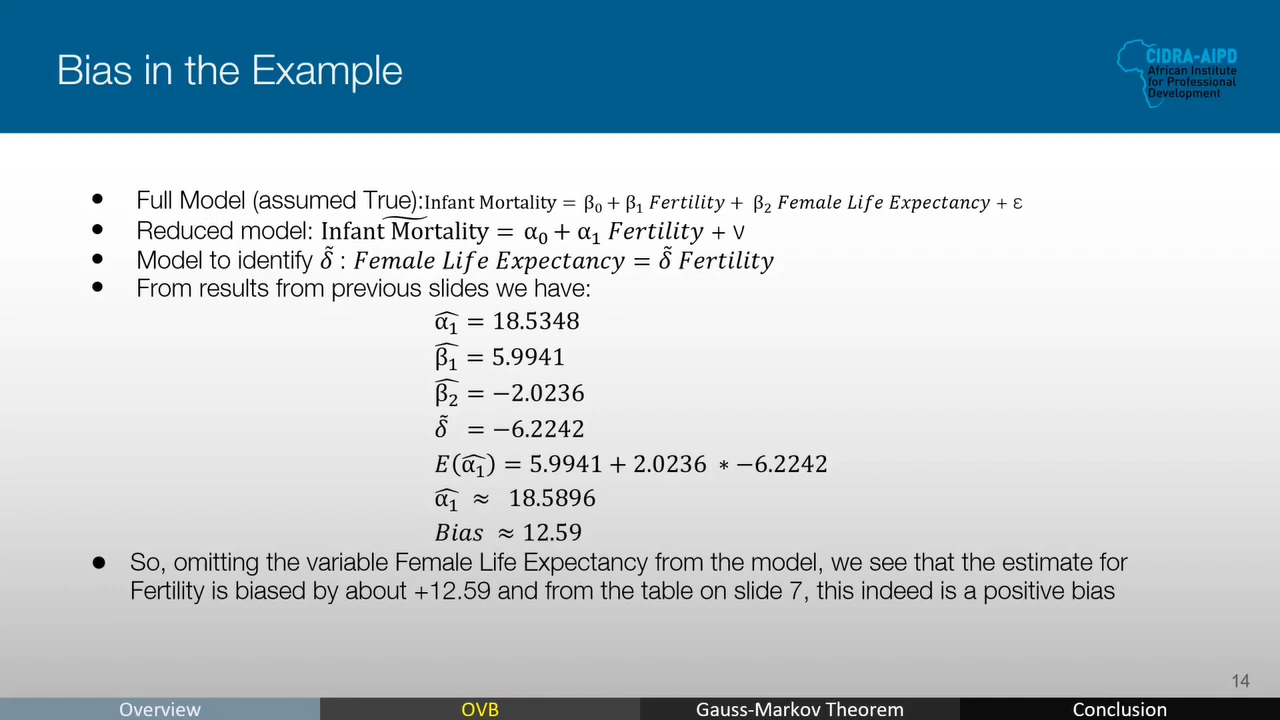 Bias in the Example
CIDRA-AIPD
African Institute
for Professional
Development
● Full Model (assumed True):Infant Mortality = β₀ + β₁ Fertility + β₂ Female Life Expectancy + ε
● Reduced model: Infant Mortality͠ = α₀ + α₁ Fertility + ν
● Model to identify δ̃ : Female Life Expectancy = δ̃ Fertility
● From results from previous slides we have:
α̂₁ = 18.5348
β̂₁ = 5.9941
β̂₂ = −2.0236
δ̃ = −6.2242
E(α̂₁) = 5.9941 + 2.0236 ∗ −6.2242
α̂₁ ≈ 18.5896
Bias ≈ 12.59
● So, omitting the variable Female Life Expectancy from the model, we see that the estimate for
Fertility is biased by about +12.59 and from the table on slide 7, this indeed is a positive bias
14
Overview OVB Gauss-Markov Theorem Conclusion